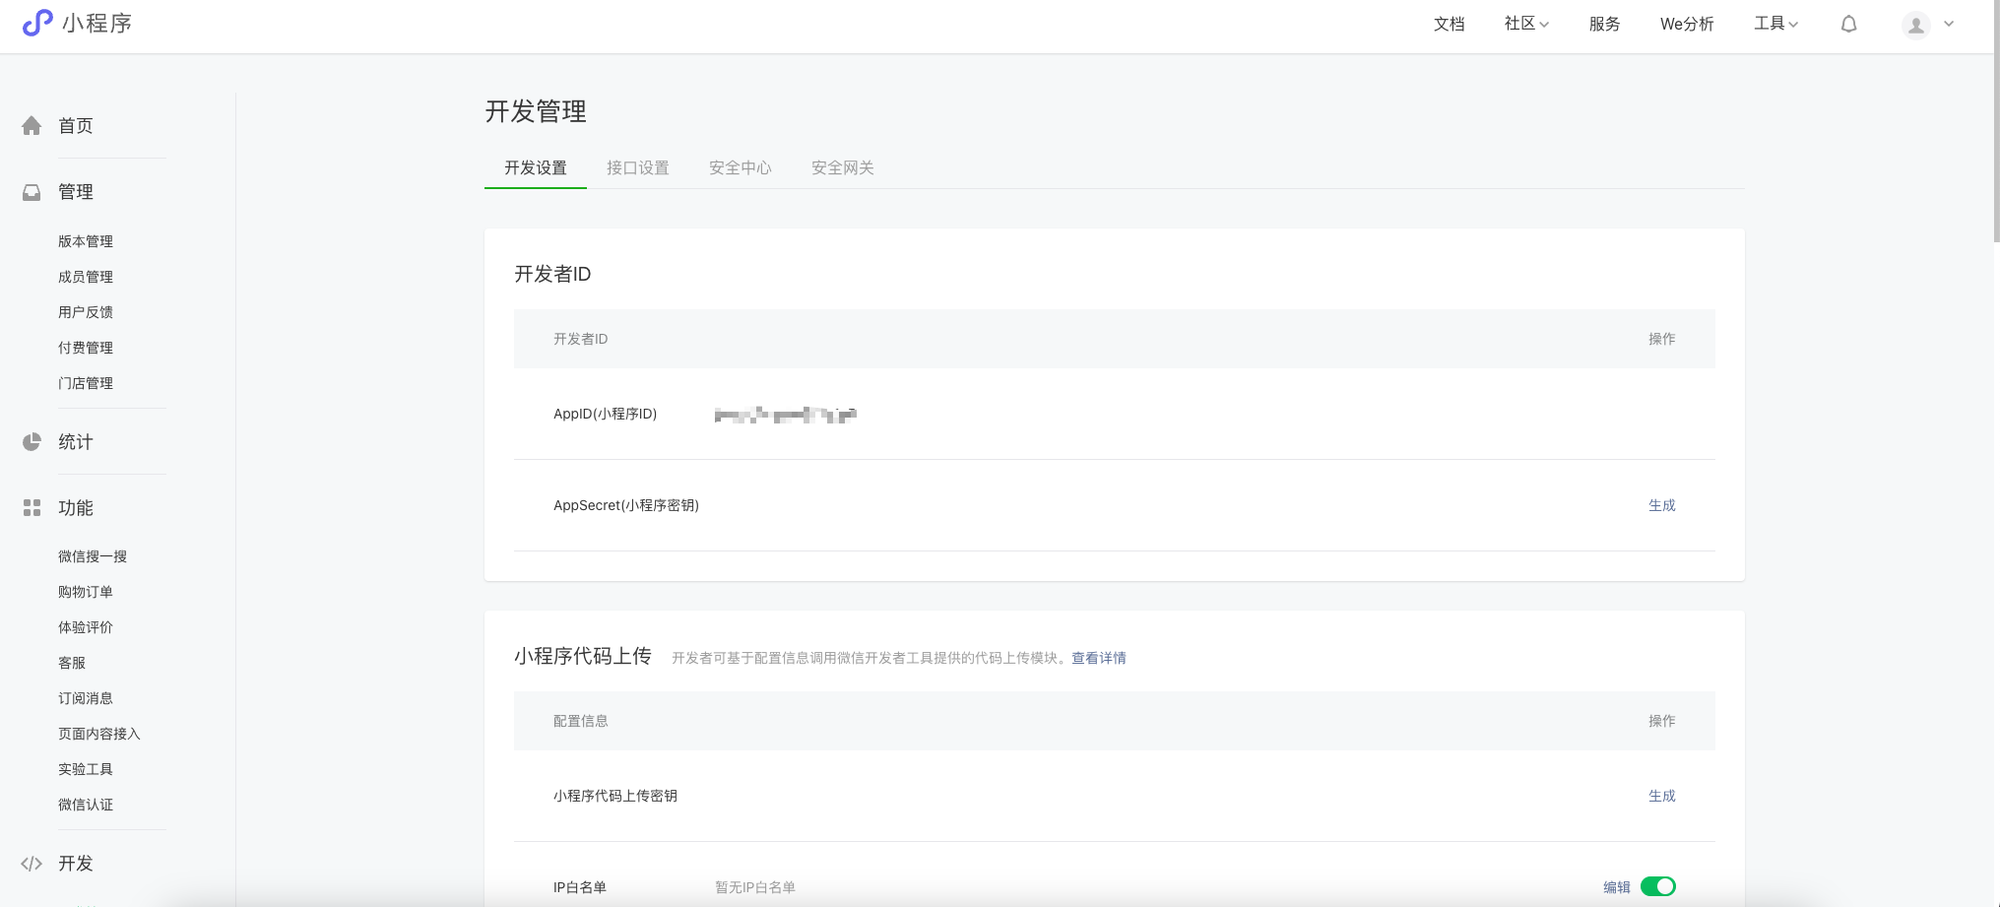 小程序
文档 社区 服务 We分析 工具
首页
管理
版本管理
成员管理
用户反馈
付费管理
门店管理
统计
功能
微信搜一搜
购物订单
体验评价
客服
订阅消息
页面内容接入
实验工具
微信认证
开发
开发管理
开发设置 接口设置 安全中心 安全网关
开发者ID
开发者ID 操作
AppID(小程序ID)
AppSecret(小程序密钥) 生成
小程序代码上传 开发者可基于配置信息调用微信开发者工具提供的代码上传模块。查看详情
配置信息 操作
小程序代码上传密钥 生成
IP白名单 暂无IP白名单 编辑